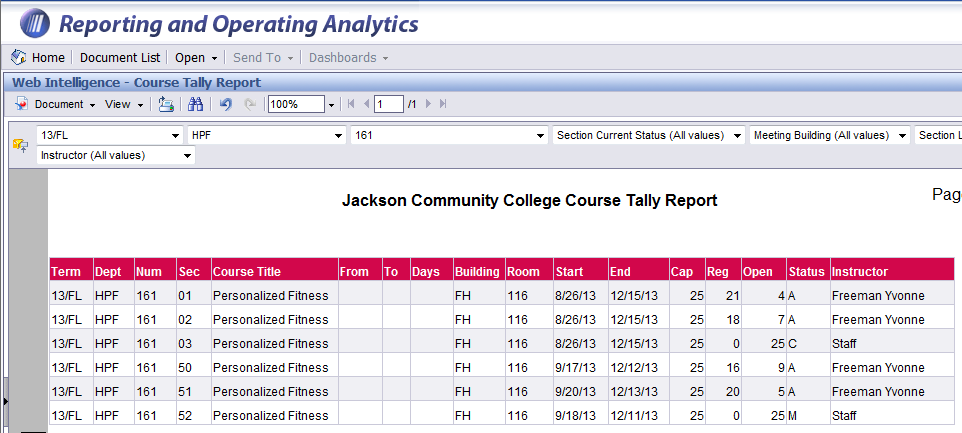 Reporting and Operating Analytics
Home Document List Open Send To Dashboards
Web Intelligence - Course Tally Report
Document View 100% 1 /1
13/FL HPF 161 Section Current Status (All values) Meeting Building (All values) Section L
Instructor (All values)
Jackson Community College Course Tally Report Pag
Term Dept Num Sec Course Title From To Days Building Room Start End Cap Reg Open Status Instructor
13/FL HPF 161 01 Personalized Fitness FH 116 8/26/13 12/15/13 25 21 4 A Freeman Yvonne
13/FL HPF 161 02 Personalized Fitness FH 116 8/26/13 12/15/13 25 18 7 A Freeman Yvonne
13/FL HPF 161 03 Personalized Fitness FH 116 8/26/13 12/15/13 25 0 25 C Staff
13/FL HPF 161 50 Personalized Fitness FH 116 9/17/13 12/12/13 25 16 9 A Freeman Yvonne
13/FL HPF 161 51 Personalized Fitness FH 116 9/20/13 12/13/13 25 20 5 A Freeman Yvonne
13/FL HPF 161 52 Personalized Fitness FH 116 9/18/13 12/11/13 25 0 25 M Staff